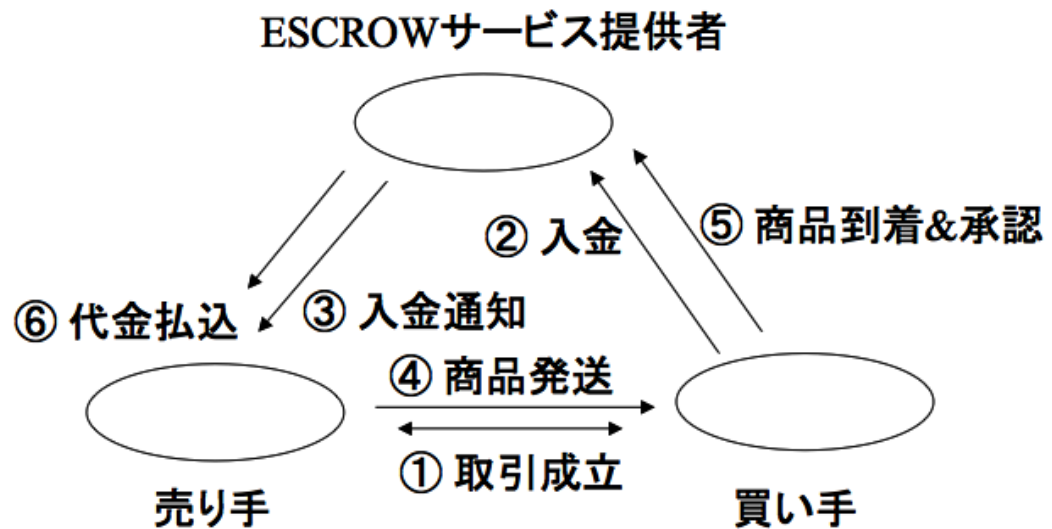 ESCROWサービス提供者
② 入金
⑤ 商品到着&承認
⑥ 代金払込
③ 入金通知
④ 商品発送
① 取引成立
売り手
買い手